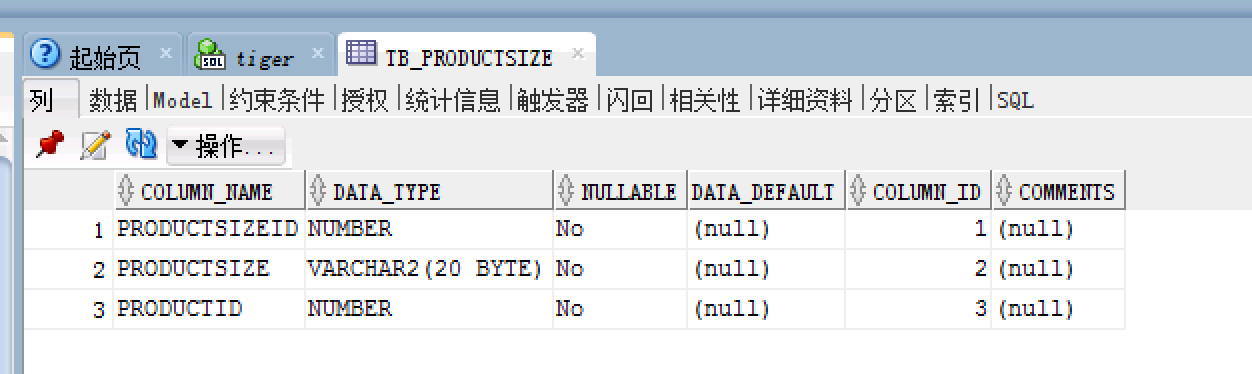 起始页 tiger TB_PRODUCTSIZE
列 数据 Model 约束条件 授权 统计信息 触发器 闪回 相关性 详细资料 分区 索引 SQL
操作...
COLUMN_NAME DATA_TYPE NULLABLE DATA_DEFAULT COLUMN_ID COMMENTS
1 PRODUCTSIZEID NUMBER No (null) 1 (null)
2 PRODUCTSIZE VARCHAR2(20 BYTE) No (null) 2 (null)
3 PRODUCTID NUMBER No (null) 3 (null)